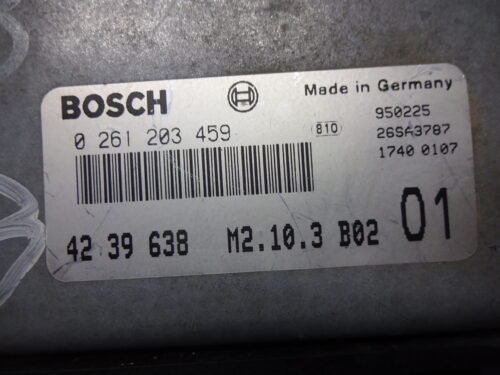 BOSCH
Made in Germany
0 261 203 459
810
950225
26SA3787
1740 0107
42 39 638 M2.10.3 B02 01